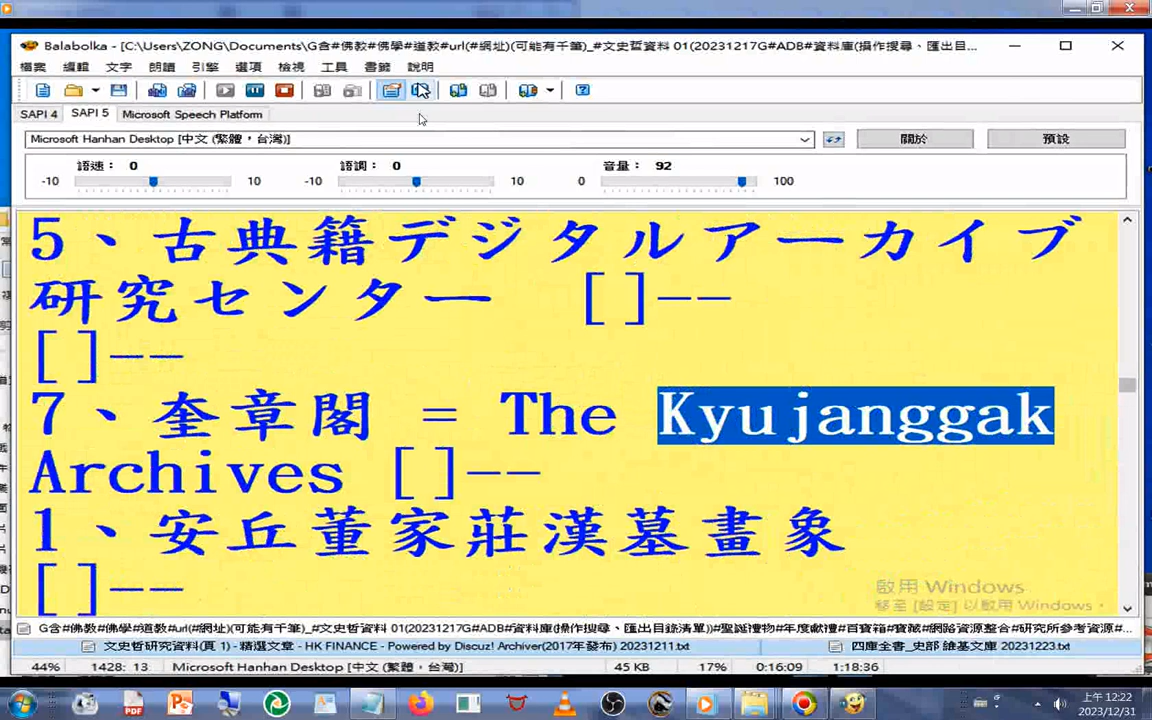 Balabolka - [C:\Users\ZONG\Documents\G含#佛教#佛學#道教#url(#網址)(可能有千筆)_#文史哲資料 01(20231217G#ADB#資料庫(操作搜尋、匯出目...
檔案 編輯 文字 朗讀 引擎 選項 檢視 工具 書籤 說明
SAPI 4 SAPI 5 Microsoft Speech Platform
Microsoft Hanhan Desktop [中文 (繁體，台灣)] 關於 預設
語速： 0 語調： 0 音量： 92
-10 10 -10 10 0 100
5、古典籍デジタルアーカイブ
研究センター [ ]--
[ ]--
7、奎章閣 = The Kyujanggak
Archives [ ]--
1、安丘董家莊漢墓畫象
[ ]--
啟用 Windows
移至 [設定] 以啟用 Windows。
G含#佛教#佛學#道教#url(#網址)(可能有千筆)_#文史哲資料 01(20231217G#ADB#資料庫(操作搜尋、匯出目錄清單))#聖誕禮物#年度獻禮#百寶箱#寶藏#網路資源整合#研究所參考資源#...
文史哲研究資料(頁 1) - 精選文章 - HK FINANCE - Powered by Discuz! Archiver(2017年發布) 20231211.txt 四庫全書_史部 維基文庫 20231223.txt
44% 1428: 13 Microsoft Hanhan Desktop [中文 (繁體，台灣)] 45 KB 17% 0:16:09 1:18:36
上午 12:22
2023/12/31